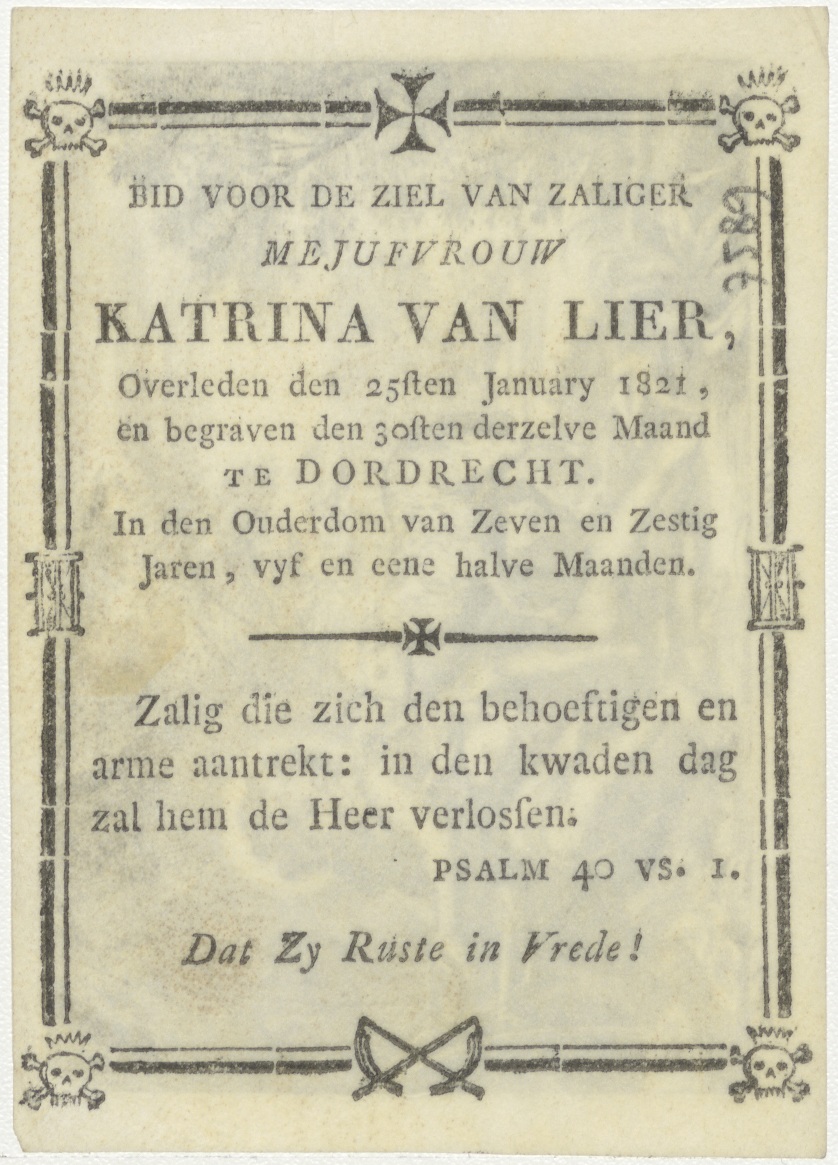 BID VOOR DE ZIEL VAN ZALIGER
MEJUFVROUW
KATRINA VAN LIER,
Overleden den 25ſten January 1821,
en begraven den 30ſten derzelve Maand
TE DORDRECHT.
In den Ouderdom van Zeven en Zestig
Jaren, vyf en eene halve Maanden.
Zalig die zich den behoeftigen en
arme aantrekt: in den kwaden dag
zal hem de Heer verlosſen.
PSALM 40 VS. 1.
Dat Zy Ruste in Vrede!